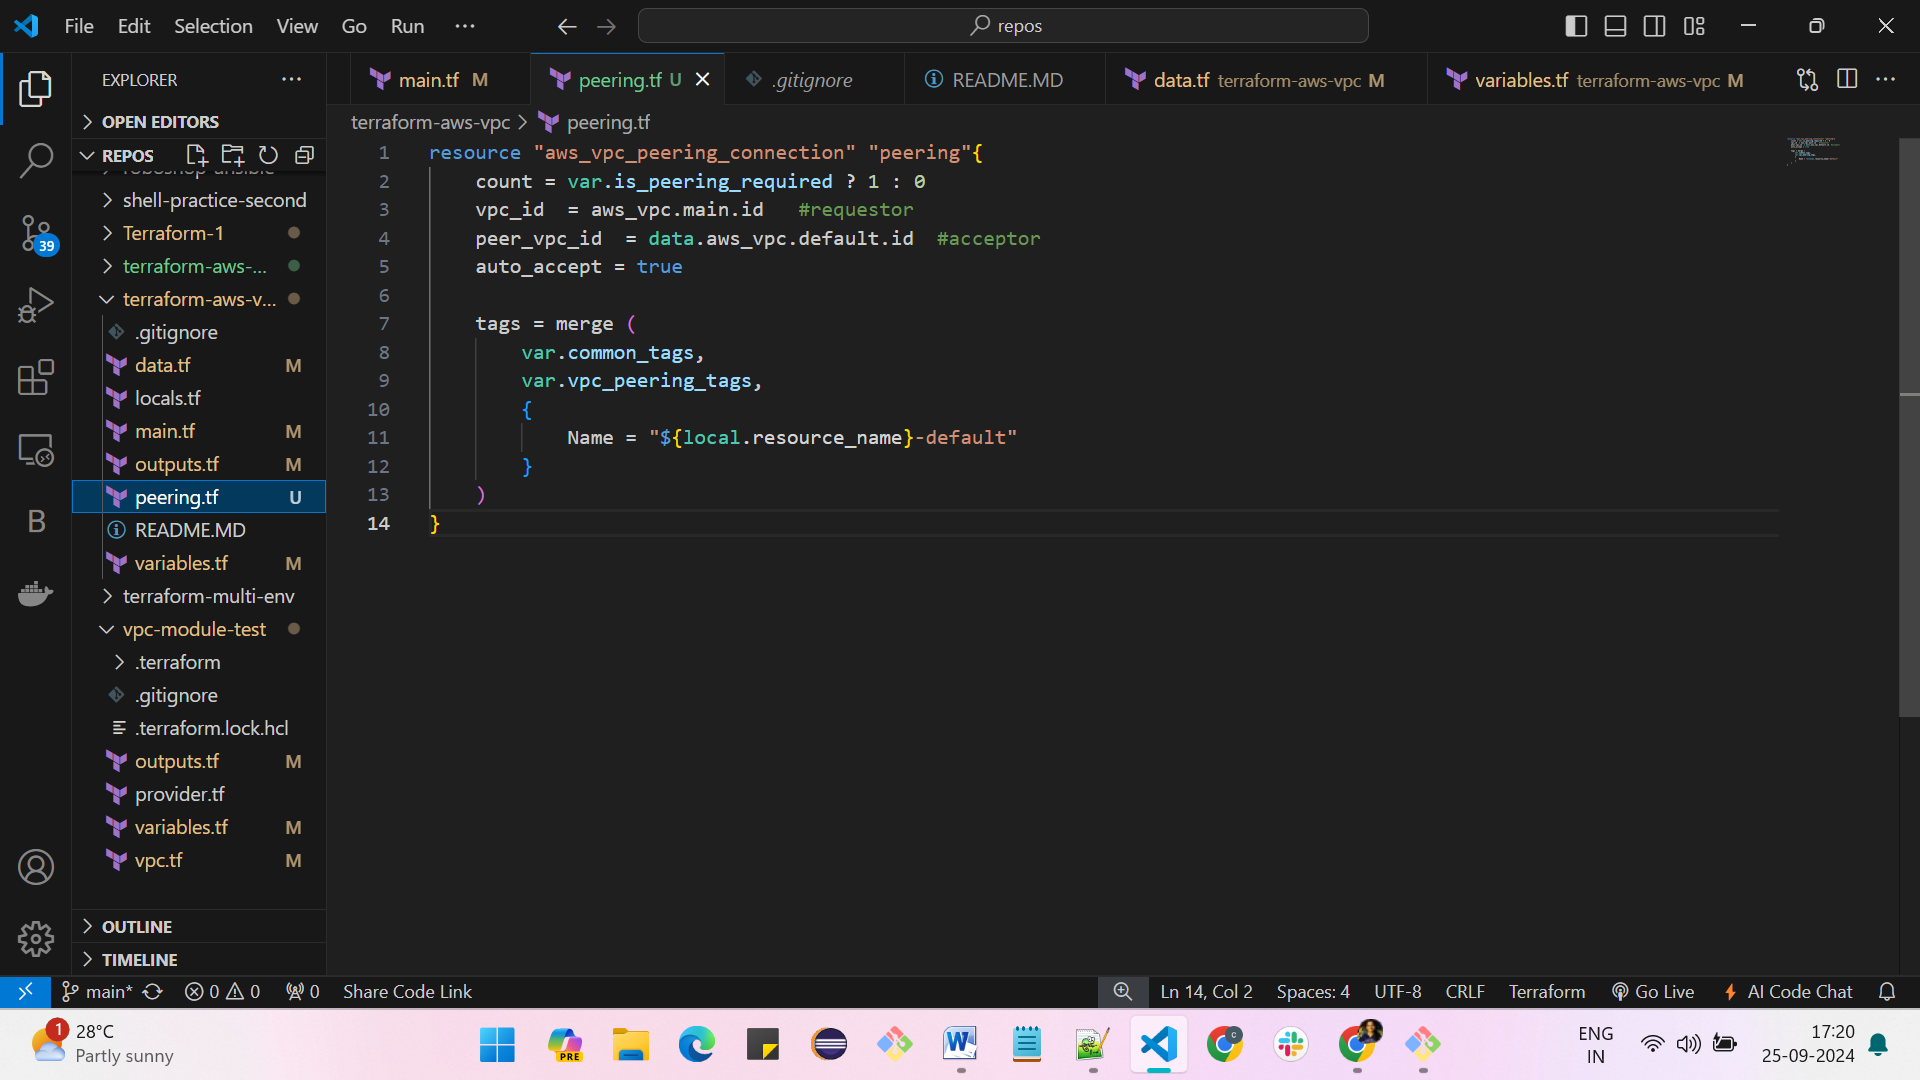 File Edit Selection View Go Run ··· repos
EXPLORER ···
main.tf M peering.tf U .gitignore README.MD data.tf terraform-aws-vpc M variables.tf terraform-aws-vpc M ···
OPEN EDITORS
REPOS
roboshop-ansible
shell-practice-second
Terraform-1
terraform-aws-...
terraform-aws-v...
.gitignore
data.tf M
locals.tf
main.tf M
outputs.tf M
peering.tf U
README.MD
variables.tf M
terraform-multi-env
vpc-module-test
.terraform
.gitignore
.terraform.lock.hcl
outputs.tf M
provider.tf
variables.tf M
vpc.tf M
OUTLINE
TIMELINE
39
B
terraform-aws-vpc > peering.tf
1 resource "aws_vpc_peering_connection" "peering"{
2 count = var.is_peering_required ? 1 : 0
3 vpc_id  = aws_vpc.main.id   #requestor
4 peer_vpc_id  = data.aws_vpc.default.id  #acceptor
5 auto_accept = true
6
7 tags = merge (
8 var.common_tags,
9 var.vpc_peering_tags,
10 {
11 Name = "${local.resource_name}-default"
12 }
13 )
14 }
main* 0 0 0 Share Code Link Ln 14, Col 2 Spaces: 4 UTF-8 CRLF Terraform Go Live AI Code Chat
1 28°C
Partly sunny
PRE
W
C
ENG
IN
17:20
25-09-2024